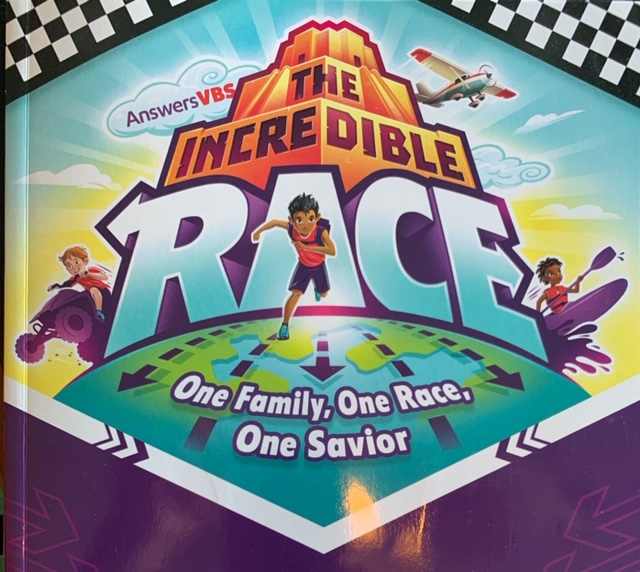 AnswersVBS
THE
INCREDIBLE
RACE
One Family, One Race,
One Savior